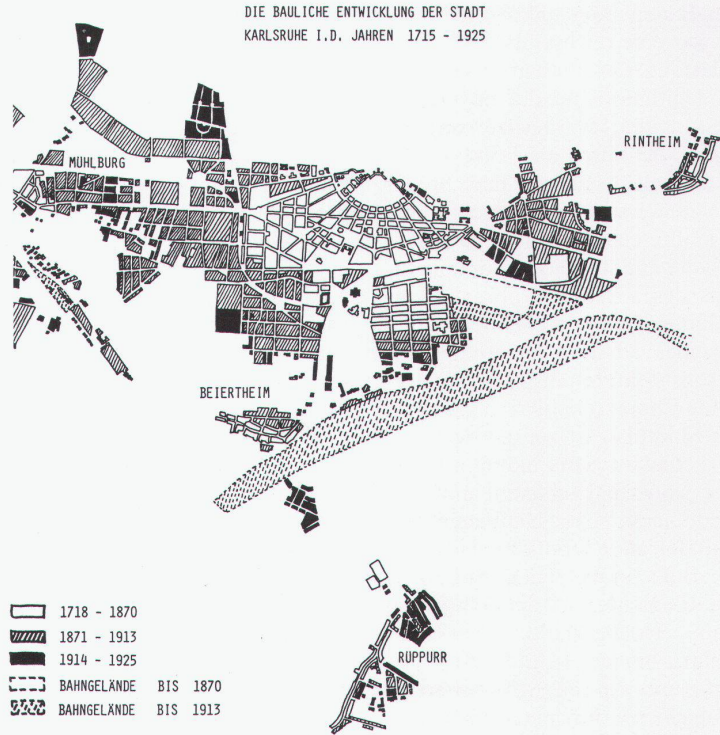 DIE BAULICHE ENTWICKLUNG DER STADT
KARLSRUHE I.D. JAHREN 1715 - 1925
RINTHEIM
MÜHLBURG
BEIERTHEIM
RÜPPURR
1718 - 1870
1871 - 1913
1914 - 1925
BAHNGELÄNDE BIS 1870
BAHNGELÄNDE BIS 1913